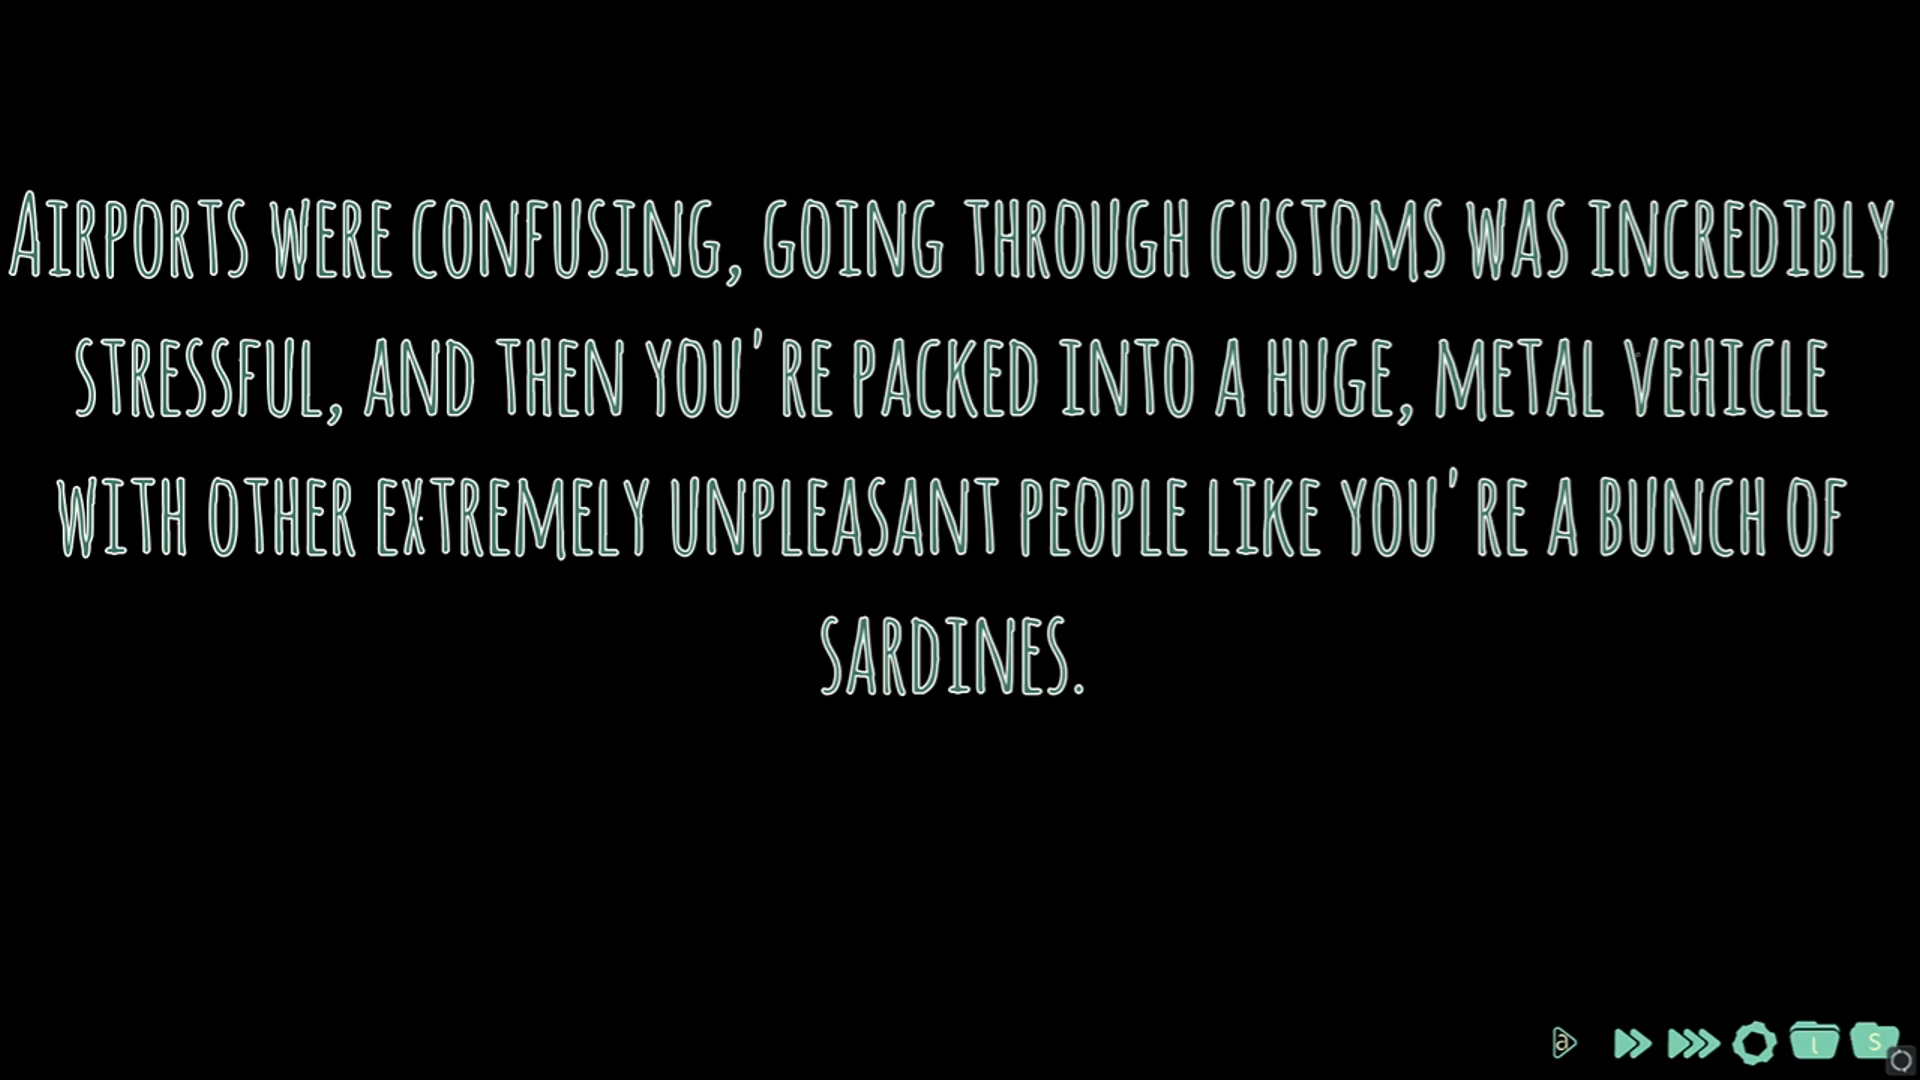 Airports were confusing, going through customs was incredibly
stressful, and then you're packed into a huge, metal vehicle
with other extremely unpleasant people like you're a bunch of
sardines.
a l S